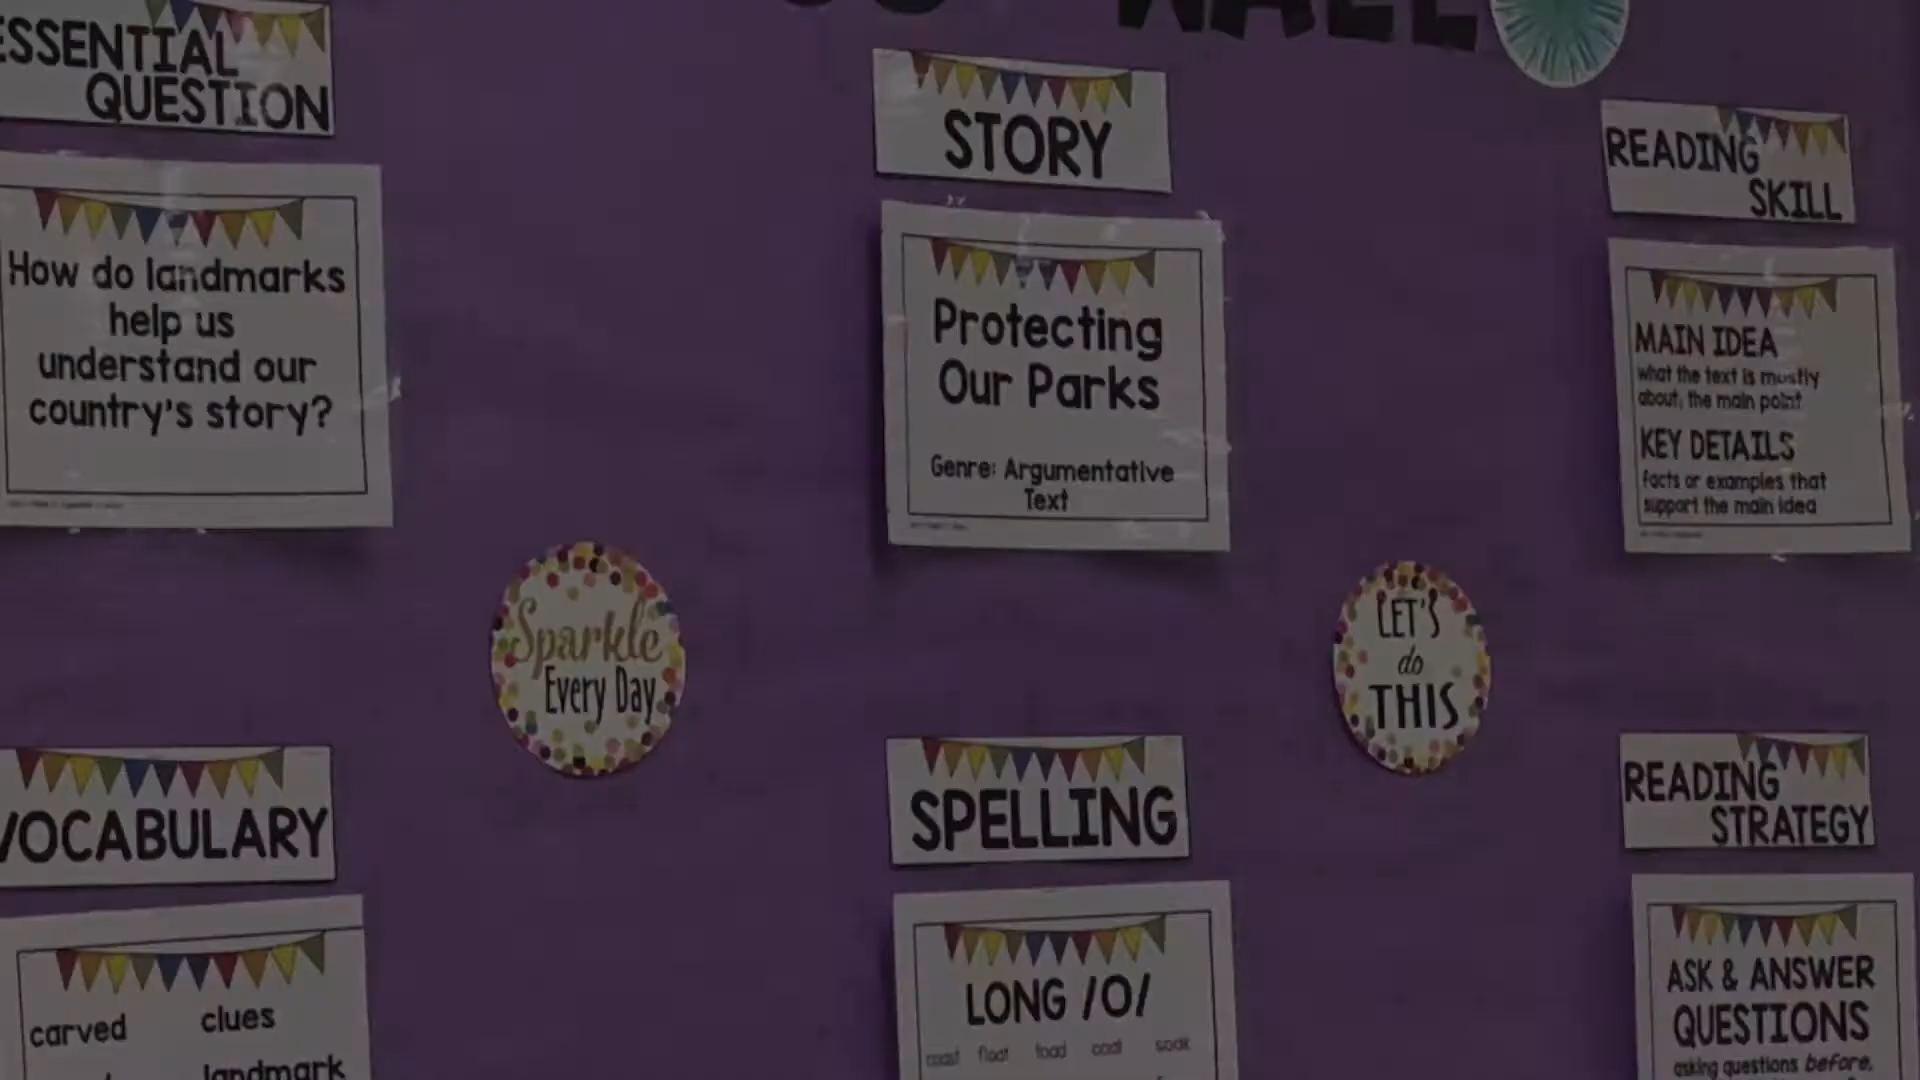 WALL
ESSENTIAL
QUESTION
How do landmarks
help us
understand our
country's story?
STORY
Protecting
Our Parks
Genre: Argumentative
Text
READING
SKILL
MAIN IDEA
what the text is mostly
about, the main point
KEY DETAILS
facts or examples that
support the main idea
Sparkle
Every Day
LET'S
do
THIS
VOCABULARY
carved clues
landmark
SPELLING
LONG /O/
coast float toad coat soak
READING
STRATEGY
ASK & ANSWER
QUESTIONS
asking questions before,